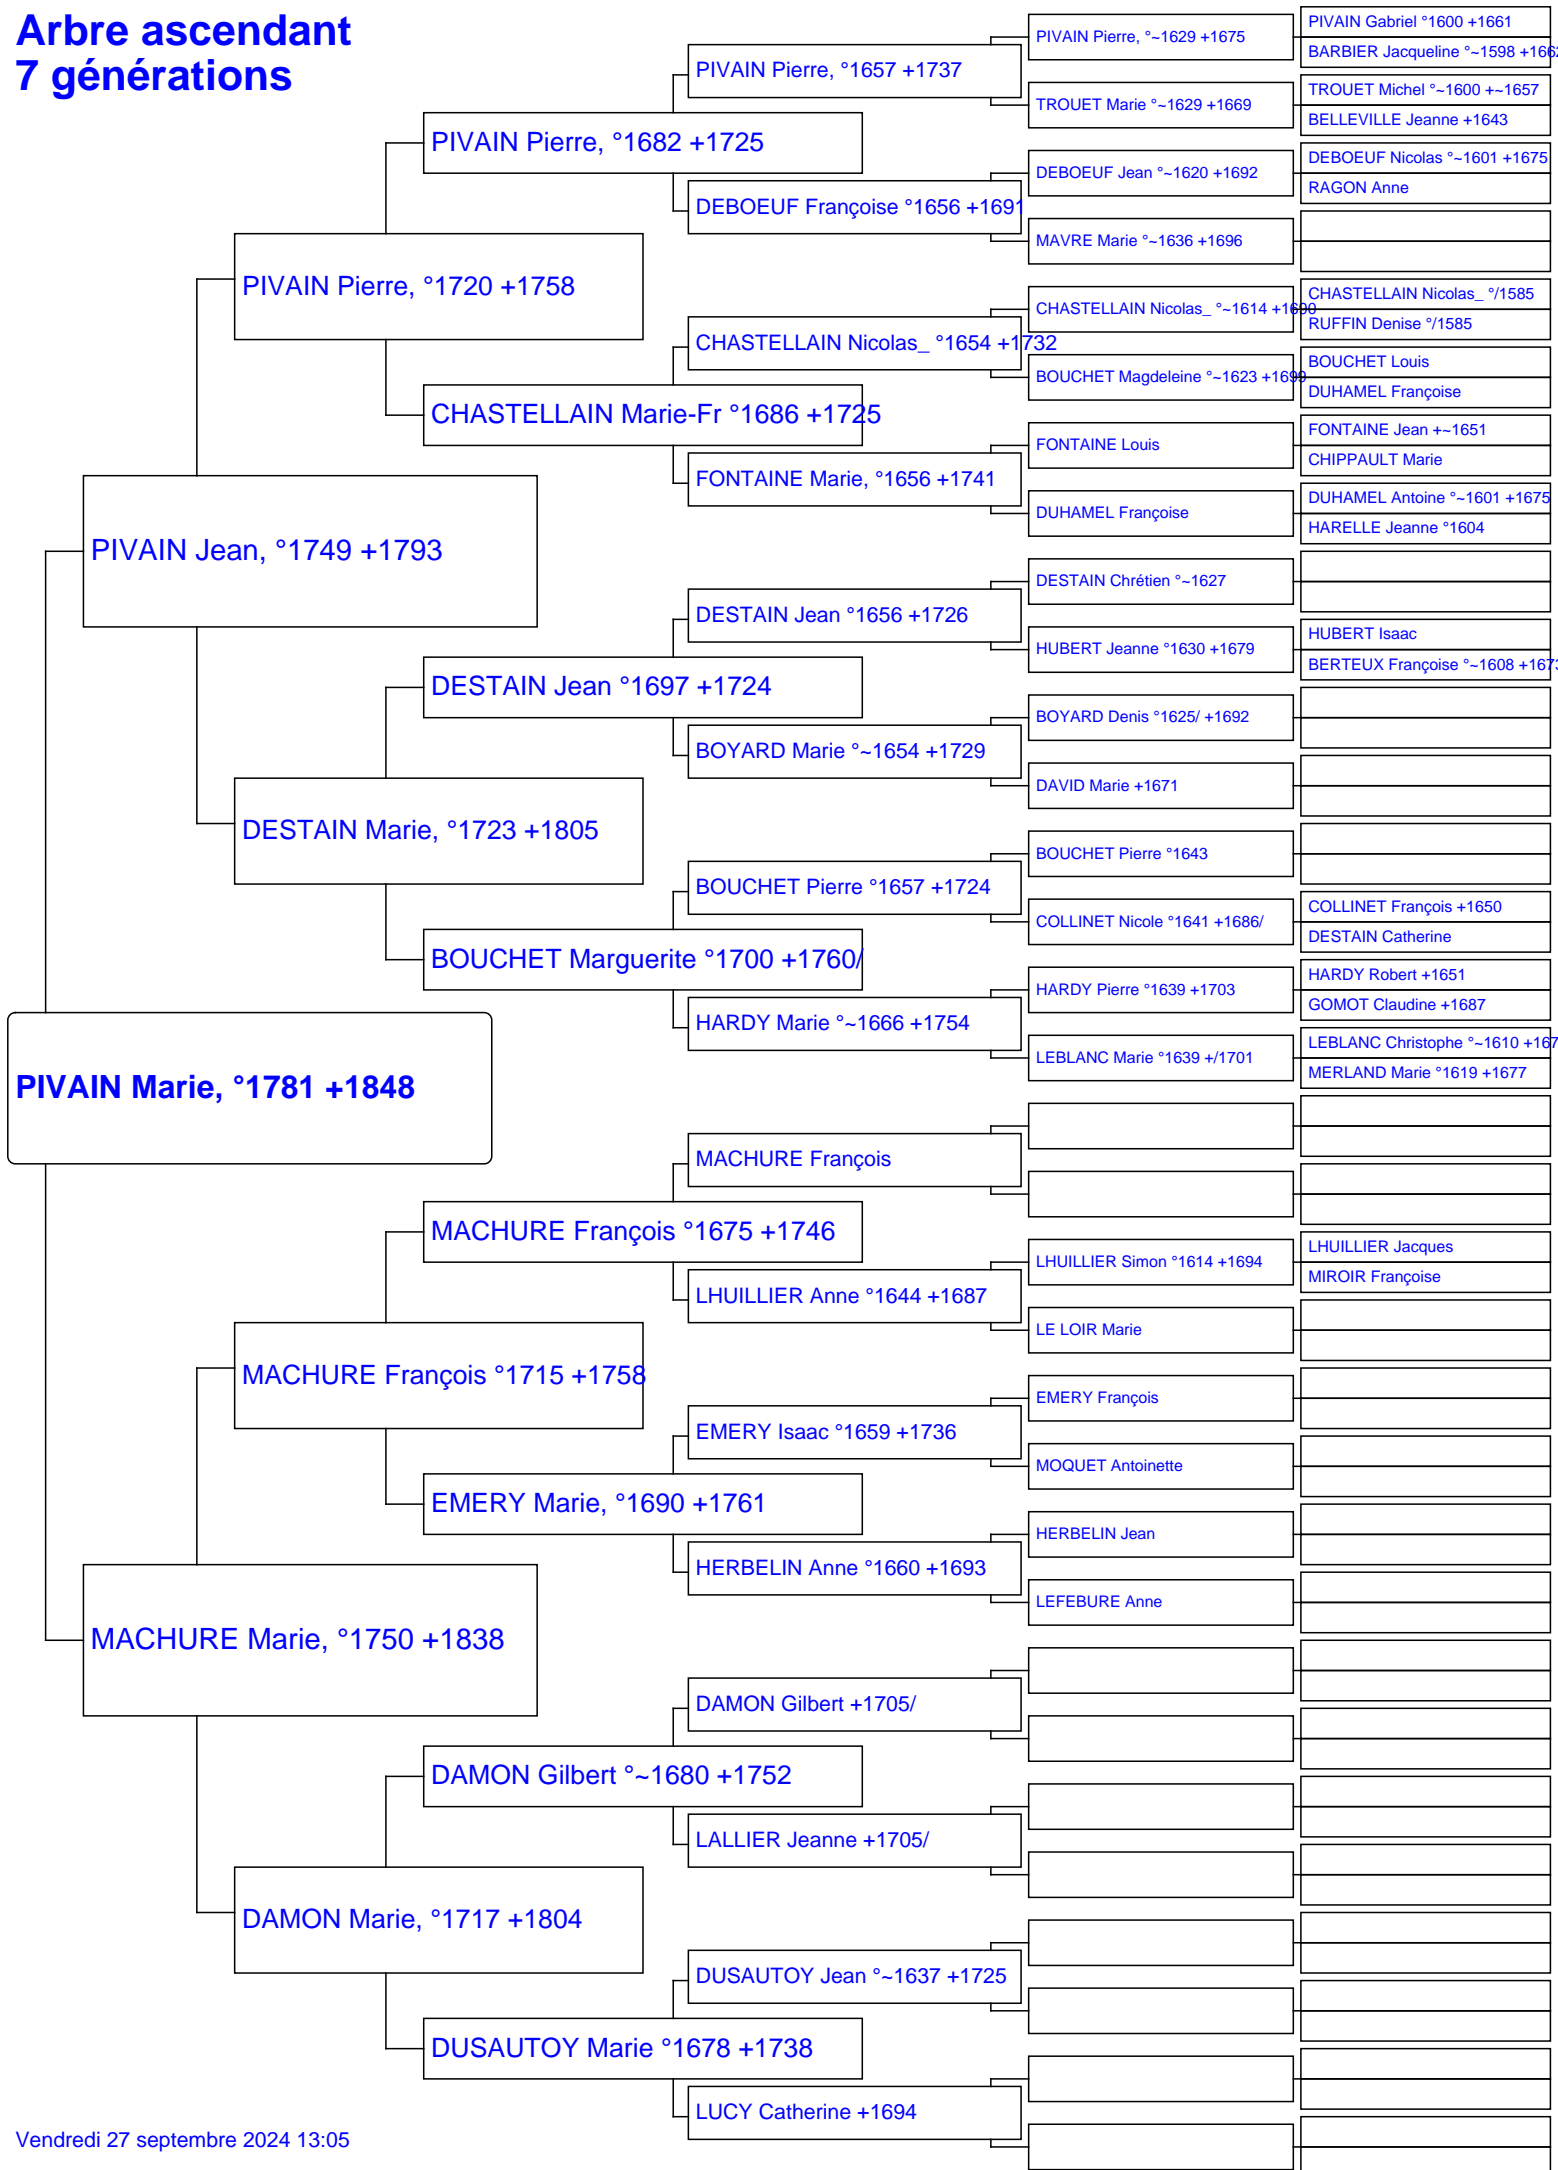 Arbre ascendant
7 générations
PIVAIN Marie, °1781 +1848
PIVAIN Jean, °1749 +1793
MACHURE Marie, °1750 +1838
PIVAIN Pierre, °1720 +1758
DESTAIN Marie, °1723 +1805
MACHURE François °1715 +1758
DAMON Marie, °1717 +1804
PIVAIN Pierre, °1682 +1725
CHASTELLAIN Marie-Fr °1686 +1725
DESTAIN Jean °1697 +1724
BOUCHET Marguerite °1700 +1760/
MACHURE François °1675 +1746
EMERY Marie, °1690 +1761
DAMON Gilbert °~1680 +1752
DUSAUTOY Marie °1678 +1738
PIVAIN Pierre, °1657 +1737
DEBOEUF Françoise °1656 +1691
CHASTELLAIN Nicolas_ °1654 +1732
FONTAINE Marie, °1656 +1741
DESTAIN Jean °1656 +1726
BOYARD Marie °~1654 +1729
BOUCHET Pierre °1657 +1724
HARDY Marie °~1666 +1754
MACHURE François
LHUILLIER Anne °1644 +1687
EMERY Isaac °1659 +1736
HERBELIN Anne °1660 +1693
DAMON Gilbert +1705/
LALLIER Jeanne +1705/
DUSAUTOY Jean °~1637 +1725
LUCY Catherine +1694
PIVAIN Pierre, °~1629 +1675
TROUET Marie °~1629 +1669
DEBOEUF Jean °~1620 +1692
MAVRE Marie °~1636 +1696
CHASTELLAIN Nicolas_ °~1614 +1690
BOUCHET Magdeleine °~1623 +1699
FONTAINE Louis
DUHAMEL Françoise
DESTAIN Chrétien °~1627
HUBERT Jeanne °1630 +1679
BOYARD Denis °1625/ +1692
DAVID Marie +1671
BOUCHET Pierre °1643
COLLINET Nicole °1641 +1686/
HARDY Pierre °1639 +1703
LEBLANC Marie °1639 +/1701
LHUILLIER Simon °1614 +1694
LE LOIR Marie
EMERY François
MOQUET Antoinette
HERBELIN Jean
LEFEBURE Anne
PIVAIN Gabriel °1600 +1661
BARBIER Jacqueline °~1598 +1662
TROUET Michel °~1600 +~1657
BELLEVILLE Jeanne +1643
DEBOEUF Nicolas °~1601 +1675
RAGON Anne
CHASTELLAIN Nicolas_ °/1585
RUFFIN Denise °/1585
BOUCHET Louis
DUHAMEL Françoise
FONTAINE Jean +~1651
CHIPPAULT Marie
DUHAMEL Antoine °~1601 +1675
HARELLE Jeanne °1604
HUBERT Isaac
BERTEUX Françoise °~1608 +1673
COLLINET François +1650
DESTAIN Catherine
HARDY Robert +1651
GOMOT Claudine +1687
LEBLANC Christophe °~1610 +167
MERLAND Marie °1619 +1677
LHUILLIER Jacques
MIROIR Françoise
Vendredi 27 septembre 2024 13:05